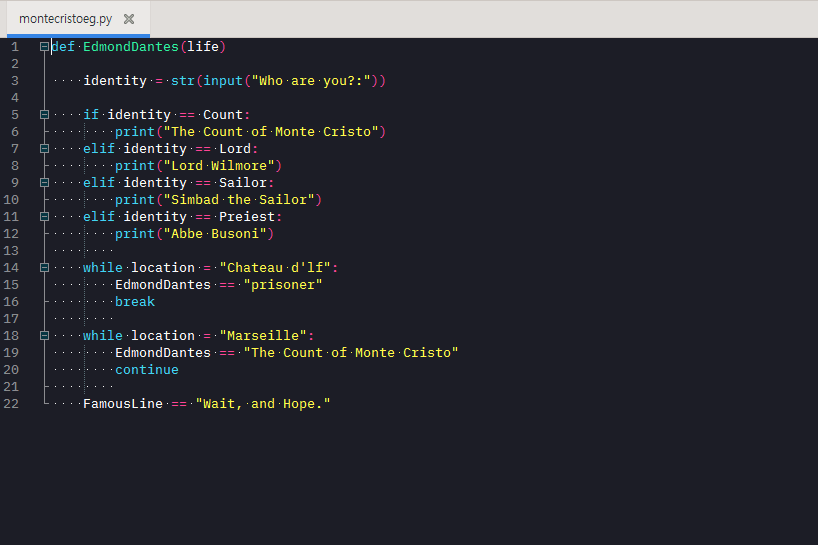 montecristoeg.py
1 def EdmondDantes(life)
2
3     identity = str(input("Who are you?:"))
4
5     if identity == Count:
6         print("The Count of Monte Cristo")
7     elif identity == Lord:
8         print("Lord Wilmore")
9     elif identity == Sailor:
10         print("Simbad the Sailor")
11     elif identity == Preiest:
12         print("Abbe Busoni")
13
14     while location = "Chateau d'lf":
15         EdmondDantes == "prisoner"
16         break
17
18     while location = "Marseille":
19         EdmondDantes == "The Count of Monte Cristo"
20         continue
21
22     FamousLine == "Wait, and Hope."